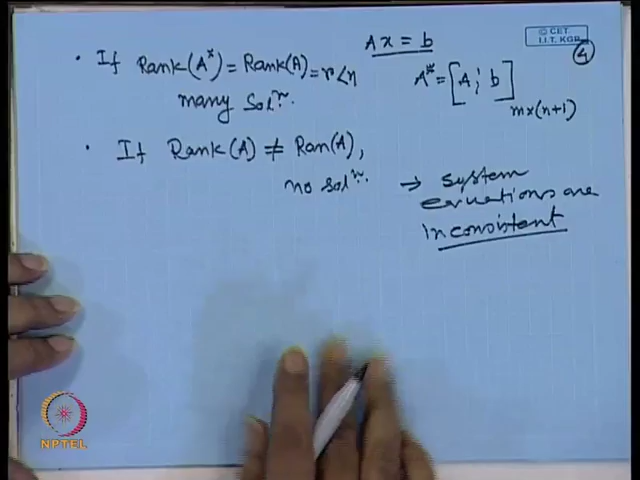 Ax = b
© CET
I.I.T. KGP
4
· If Rank(A*) = Rank(A) = r < n
many Solⁿ.
A* = [A ; b] m×(n+1)
· If Rank(A) ≠ Ran(A),
no solⁿ.
→ System
equations are
inconsistent
NPTEL